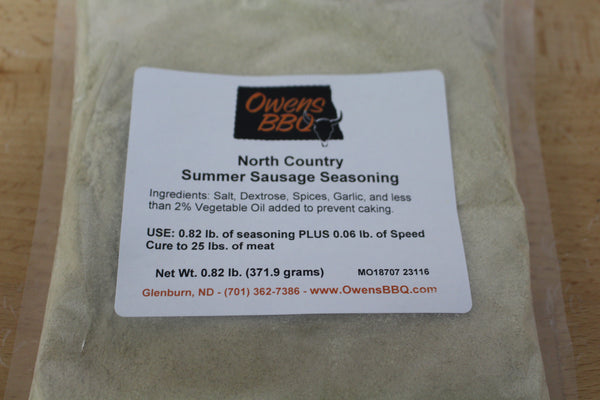 Owens
BBQ
North Country
Summer Sausage Seasoning
Ingredients: Salt, Dextrose, Spices, Garlic, and less
than 2% Vegetable Oil added to prevent caking.
USE: 0.82 lb. of seasoning PLUS 0.06 lb. of Speed
Cure to 25 lbs. of meat
Net Wt. 0.82 lb. (371.9 grams) MO18707 23116
Glenburn, ND - (701) 362-7386 - www.OwensBBQ.com